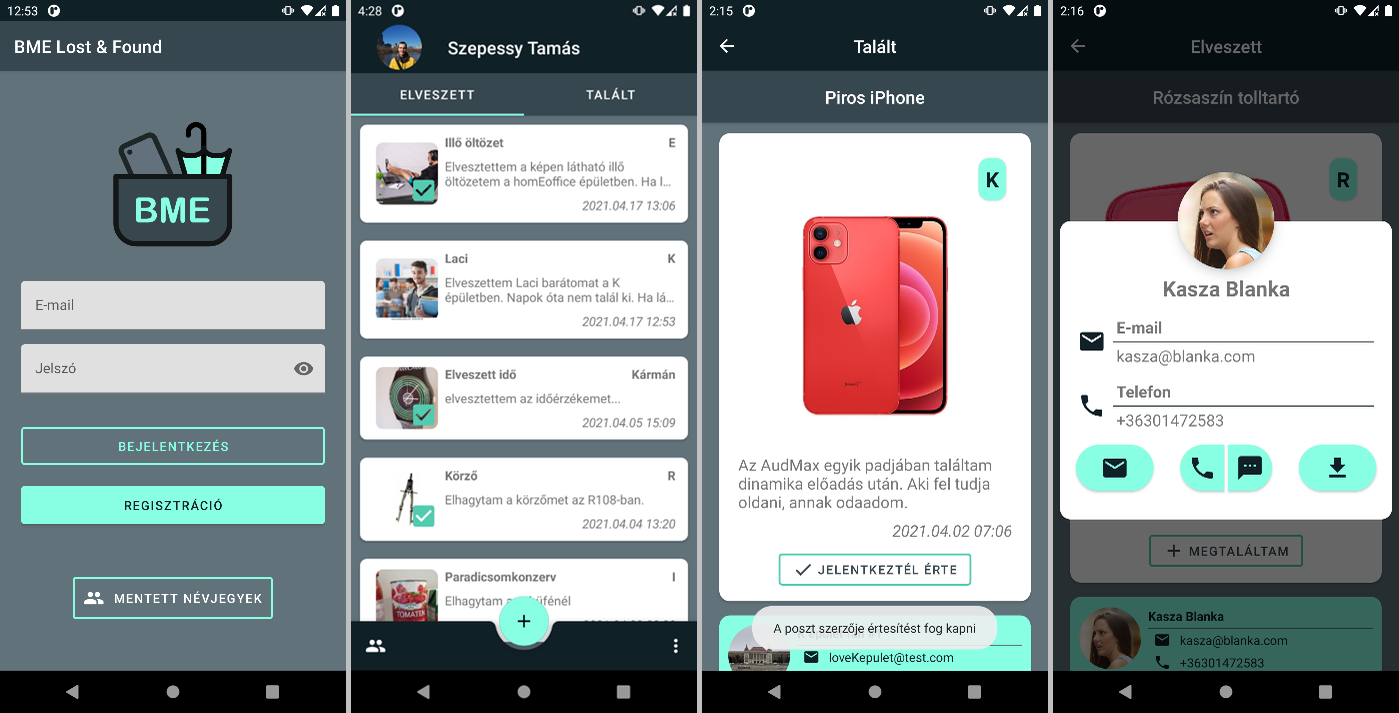 12:53
BME Lost & Found
BME
E-mail
Jelszó
BEJELENTKEZÉS
REGISZTRÁCIÓ
MENTETT NÉVJEGYEK
4:28
Szepessy Tamás
ELVESZETT TALÁLT
Illő öltözet E
Elvesztettem a képen látható illő
öltözetem a homEoffice épületben. Ha l...
2021.04.17 13:06
Laci K
Elveszettem Laci barátomat a K
épületben. Napok óta nem talál ki. Ha lá...
2021.04.17 12:53
Elveszett idő Kármán
elvesztettem az időérzékemet...
2021.04.05 15:09
Körző R
Elhagytam a körzőmet az R108-ban.
2021.04.04 13:20
Paradicsomkonzerv I
TOMATEN
Elhagytam
2:15
Talált
Piros iPhone
K
Az AudMax egyik padjában találtam
dinamika előadás után. Aki fel tudja
oldani, annak odaadom.
2021.04.02 07:06
JELENTKEZTÉL ÉRTE
A poszt szerzője értesítést fog kapni
loveKepulet@test.com
2:16
Elveszett
Rózsaszín tolltartó
R
Kasza Blanka
E-mail
kasza@blanka.com
Telefon
+36301472583
MEGTALÁLTAM
Kasza Blanka
kasza@blanka.com
+36301472583